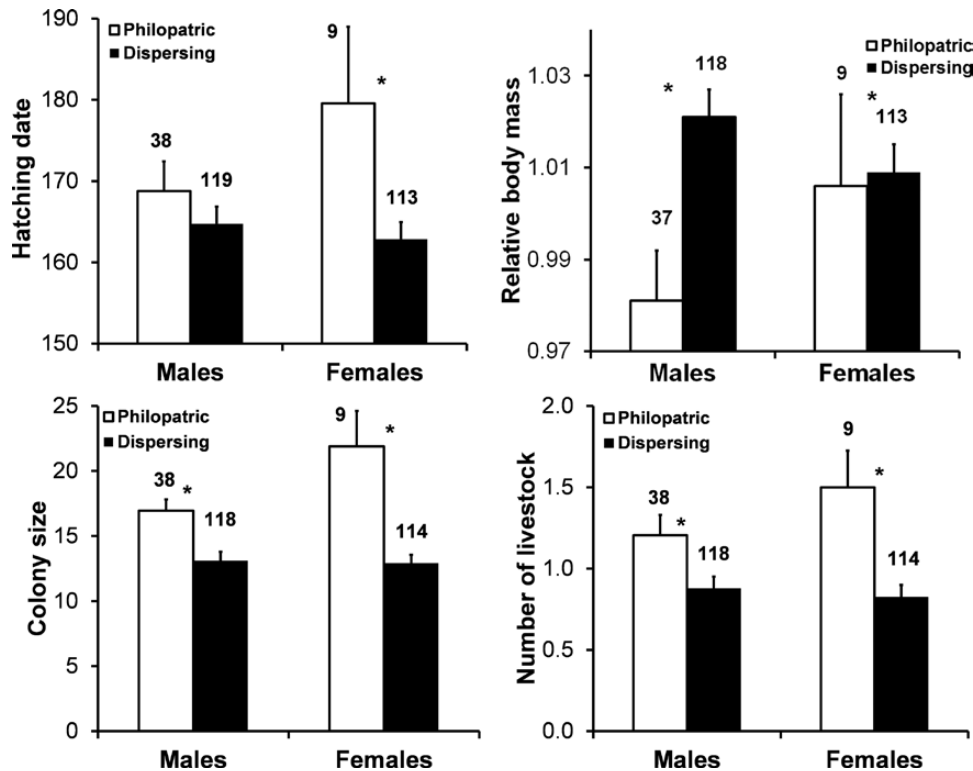 Hatching date
190
180
170
160
150
Philopatric
Dispersing
38
119
9
*
113
Males
Females
Relative body mass
1.03
1.01
0.99
0.97
Philopatric
Dispersing
*
37
118
9
*
113
Males
Females
Colony size
25
20
15
10
5
0
Philopatric
Dispersing
38
*
118
9
*
114
Males
Females
Number of livestock
2.0
1.5
1.0
0.5
0.0
Philopatric
Dispersing
38
*
118
9
*
114
Males
Females